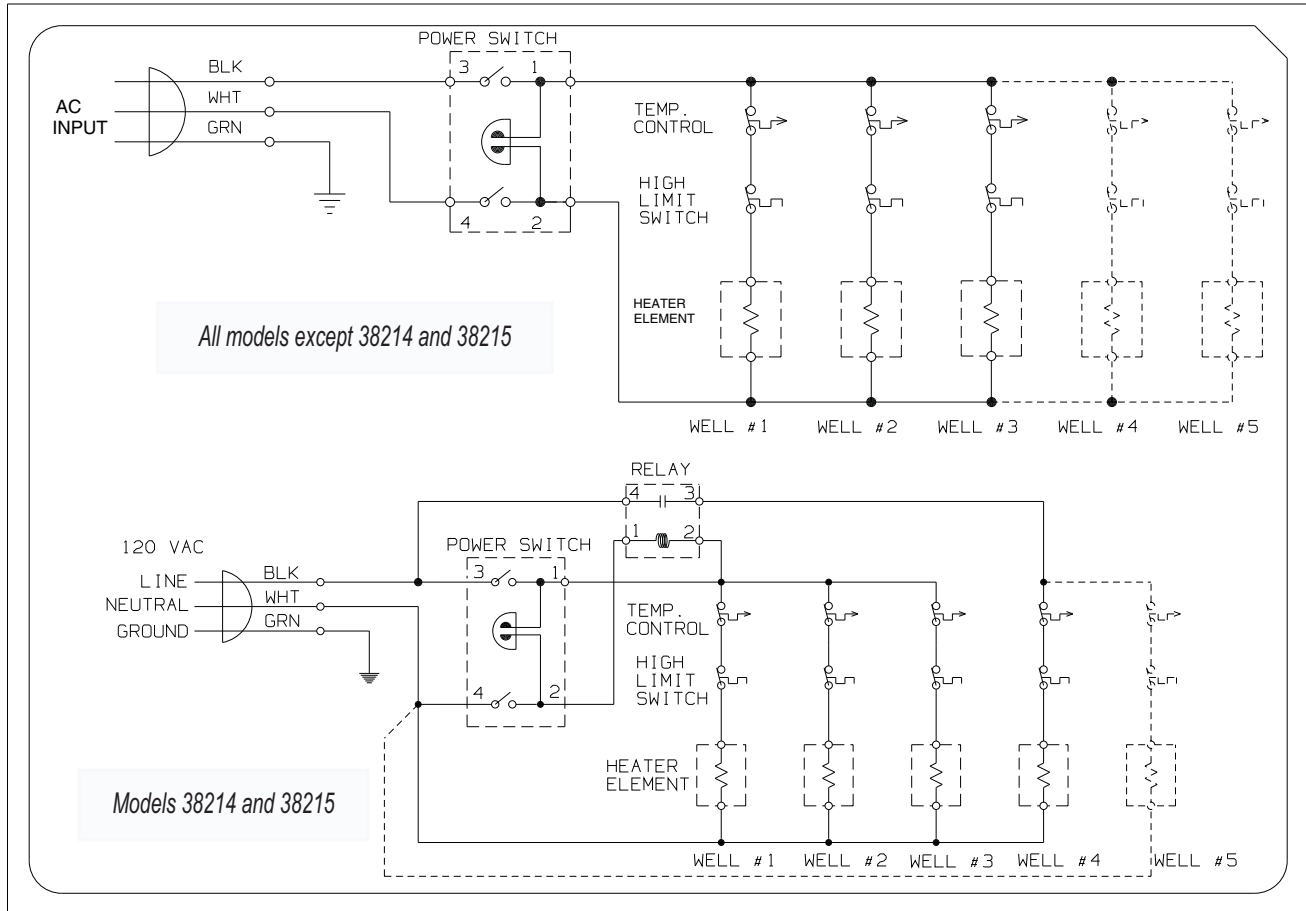 POWER SWITCH
BLK
3
1
WHT
AC
INPUT
GRN
4
2
TEMP.
CONTROL
HIGH
LIMIT
SWITCH
HEATER
ELEMENT
All models except 38214 and 38215
WELL #1
WELL #2
WELL #3
WELL #4
WELL #5
RELAY
4
3
1
2
120 VAC
POWER SWITCH
LINE
BLK
3
1
NEUTRAL
WHT
GROUND
GRN
4
2
TEMP.
CONTROL
HIGH
LIMIT
SWITCH
HEATER
ELEMENT
Models 38214 and 38215
WELL #1
WELL #2
WELL #3
WELL #4
WELL #5